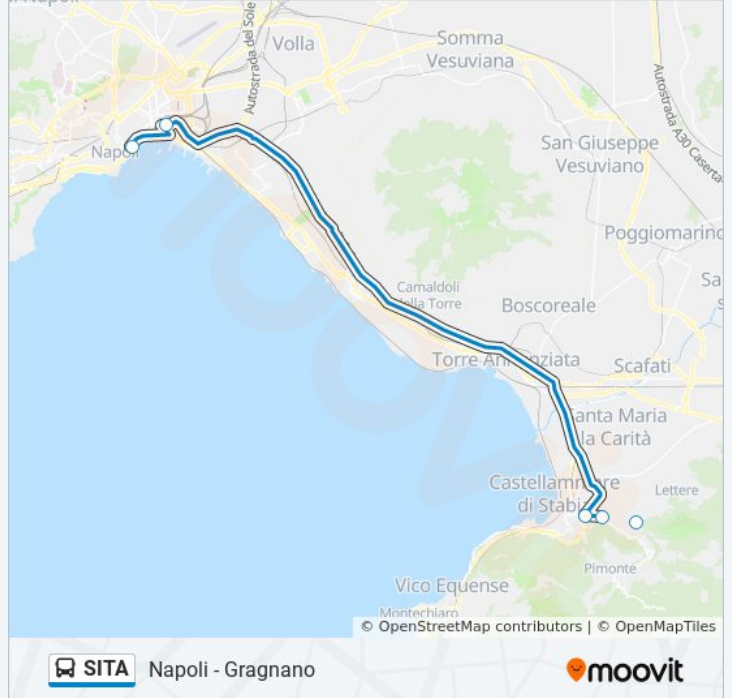 Volla
Somma
Vesuviana
Autostrada del Sole
Autostrada A30 Caserta-
Napoli
San Giuseppe
Vesuviano
Poggiomarino
Camaldoli
della Torre
Boscoreale
Torre Annunziata
Scafati
Santa Maria
la Carità
Castellammare
di Stabia
Lettere
Pimonte
Vico Equense
Montechiaro
© OpenStreetMap contributors | © OpenMapTiles
SITA Napoli - Gragnano
moovit